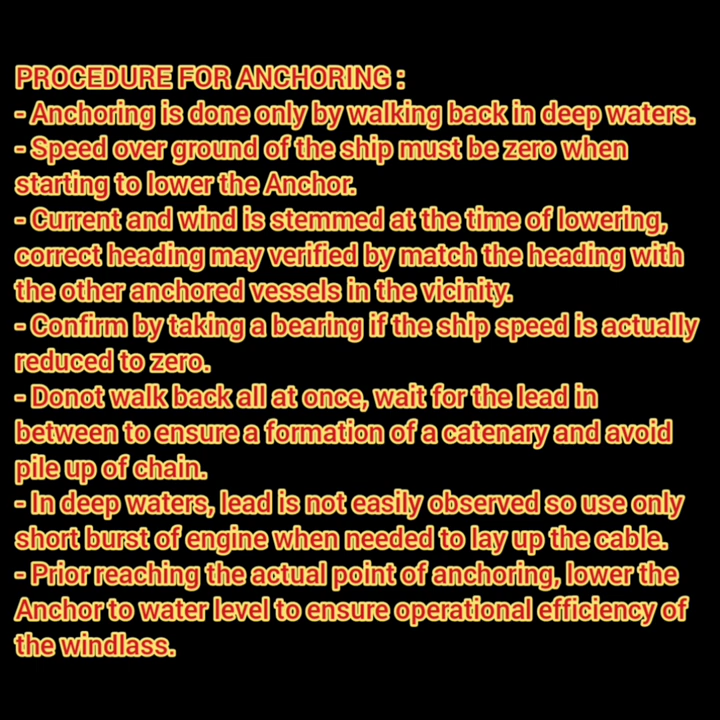 PROCEDURE FOR ANCHORING :
- Anchoring is done only by walking back in deep waters.
- Speed over ground of the ship must be zero when
starting to lower the Anchor.
- Current and wind is stemmed at the time of lowering,
correct heading may verified by match the heading with
the other anchored vessels in the vicinity.
- Confirm by taking a bearing if the ship speed is actually
reduced to zero.
- Donot walk back all at once, wait for the lead in
between to ensure a formation of a catenary and avoid
pile up of chain.
- In deep waters, lead is not easily observed so use only
short burst of engine when needed to lay up the cable.
- Prior reaching the actual point of anchoring, lower the
Anchor to water level to ensure operational efficiency of
the windlass.